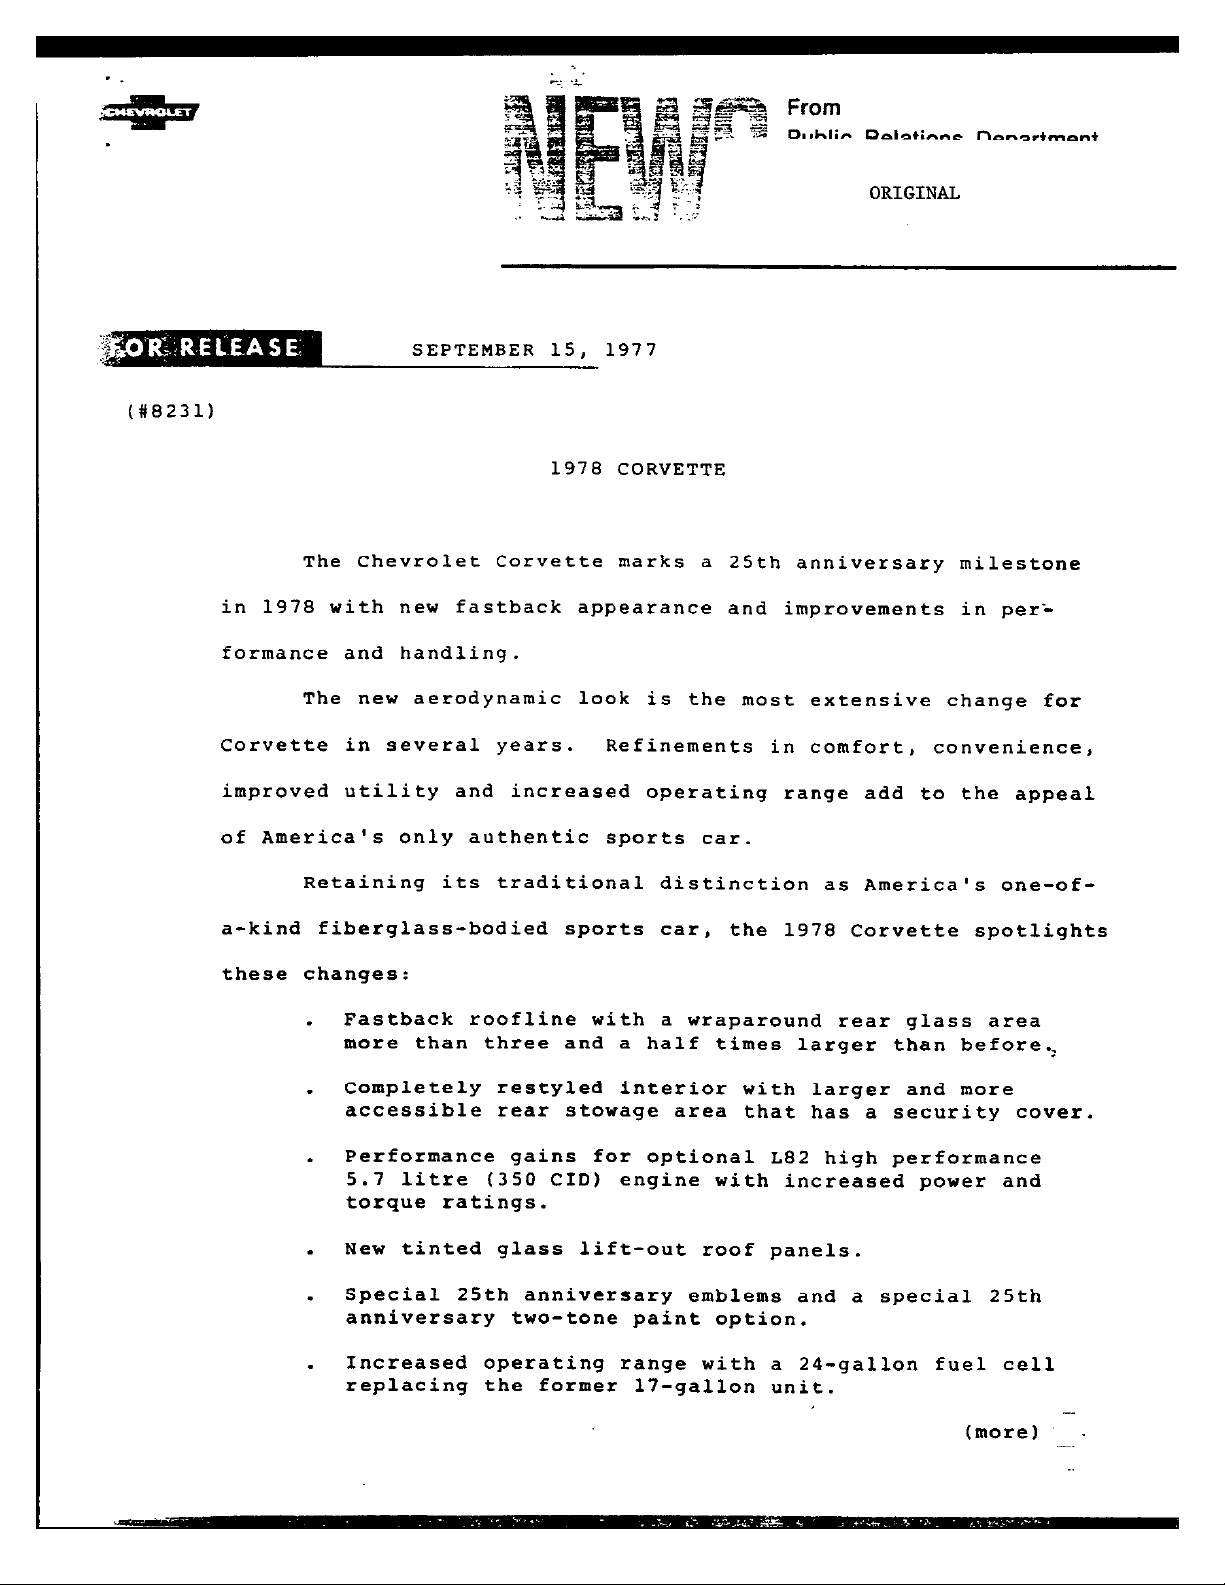 CHEVROLET
NEWS
From
Public Relations Department
ORIGINAL
FOR RELEASE
SEPTEMBER 15, 1977
(#8231)
1978 CORVETTE
The Chevrolet Corvette marks a 25th anniversary milestone
in 1978 with new fastback appearance and improvements in per-
formance and handling.
The new aerodynamic look is the most extensive change for
Corvette in several years. Refinements in comfort, convenience,
improved utility and increased operating range add to the appeal
of America's only authentic sports car.
Retaining its traditional distinction as America's one-of-
a-kind fiberglass-bodied sports car, the 1978 Corvette spotlights
these changes:
. Fastback roofline with a wraparound rear glass area
more than three and a half times larger than before.
. Completely restyled interior with larger and more
accessible rear stowage area that has a security cover.
. Performance gains for optional L82 high performance
5.7 litre (350 CID) engine with increased power and
torque ratings.
. New tinted glass lift-out roof panels.
. Special 25th anniversary emblems and a special 25th
anniversary two-tone paint option.
. Increased operating range with a 24-gallon fuel cell
replacing the former 17-gallon unit.
(more)